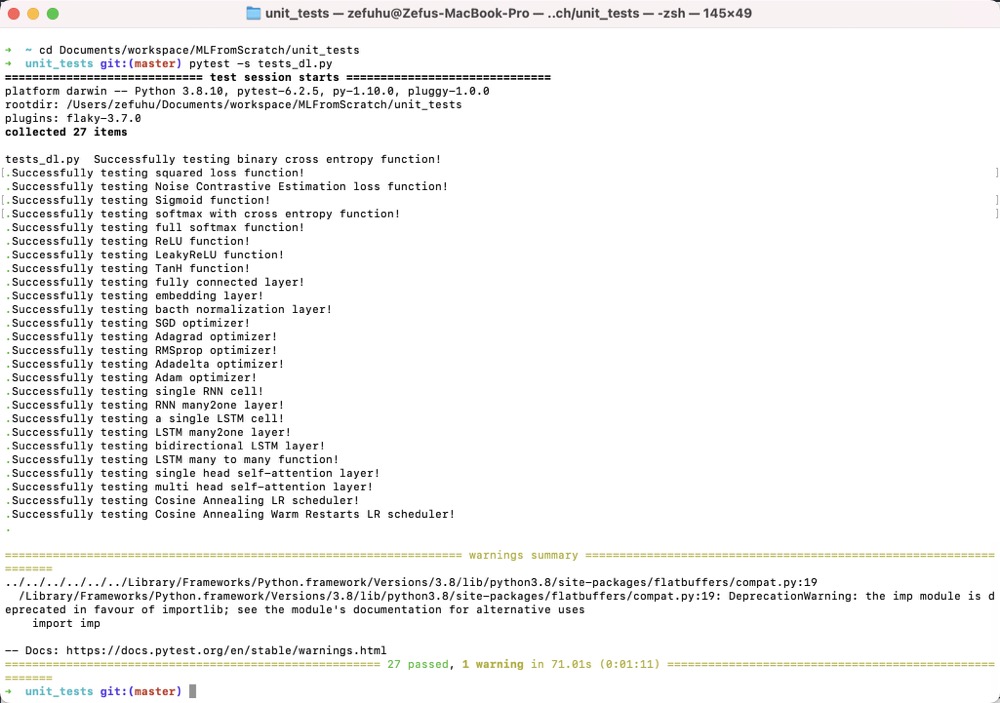 unit_tests — zefuhu@Zefus-MacBook-Pro — ..ch/unit_tests — -zsh — 145×49
➜  ~ cd Documents/workspace/MLFromScratch/unit_tests
➜  unit_tests git:(master) pytest -s tests_dl.py
============================= test session starts ==============================
platform darwin -- Python 3.8.10, pytest-6.2.5, py-1.10.0, pluggy-1.0.0
rootdir: /Users/zefuhu/Documents/workspace/MLFromScratch/unit_tests
plugins: flaky-3.7.0
collected 27 items
tests_dl.py  Successfully testing binary cross entropy function!
[.Successfully testing squared loss function! ]
.Successfully testing Noise Contrastive Estimation loss function!
[.Successfully testing Sigmoid function! ]
[.Successfully testing softmax with cross entropy function! ]
.Successfully testing full softmax function!
.Successfully testing ReLU function!
.Successfully testing LeakyReLU function!
.Successfully testing TanH function!
.Successfully testing fully connected layer!
.Successfully testing embedding layer!
.Successfully testing bacth normalization layer!
.Successfully testing SGD optimizer!
.Successfully testing Adagrad optimizer!
.Successfully testing RMSprop optimizer!
.Successfully testing Adadelta optimizer!
.Successfully testing Adam optimizer!
.Successfully testing single RNN cell!
.Successfully testing RNN many2one layer!
.Successfully testing a single LSTM cell!
.Successfully testing LSTM many2one layer!
.Successfully testing bidirectional LSTM layer!
.Successfully testing LSTM many to many function!
.Successfully testing single head self-attention layer!
.Successfully testing multi head self-attention layer!
.Successfully testing Cosine Annealing LR scheduler!
.Successfully testing Cosine Annealing Warm Restarts LR scheduler!
.
=================================================================== warnings summary ============================================================
=======
../../../../../../Library/Frameworks/Python.framework/Versions/3.8/lib/python3.8/site-packages/flatbuffers/compat.py:19
  /Library/Frameworks/Python.framework/Versions/3.8/lib/python3.8/site-packages/flatbuffers/compat.py:19: DeprecationWarning: the imp module is d
eprecated in favour of importlib; see the module's documentation for alternative uses
    import imp
-- Docs: https://docs.pytest.org/en/stable/warnings.html
======================================================= 27 passed, 1 warning in 71.01s (0:01:11) ================================================
=======
➜  unit_tests git:(master)